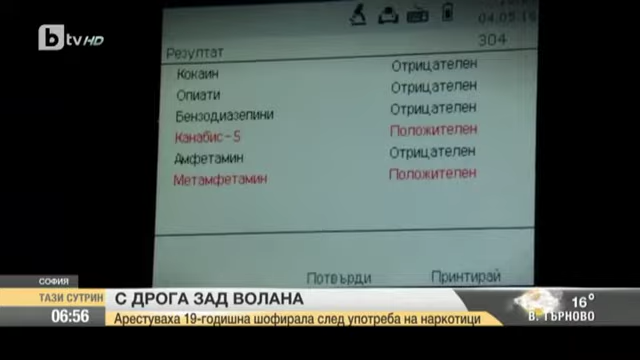 bTV HD
04.05.16
304
Резултат
Кокаин Отрицателен
Опиати Отрицателен
Бензодиазепини Отрицателен
Канабис-5 Положителен
Амфетамин Отрицателен
Метамфетамин Положителен
Потвърди Принтирай
СОФИЯ
ТАЗИ СУТРИН С ДРОГА ЗАД ВОЛАНА 16°
06:56 Арестуваха 19-годишна шофирала след употреба на наркотици В. ТЪРНОВО